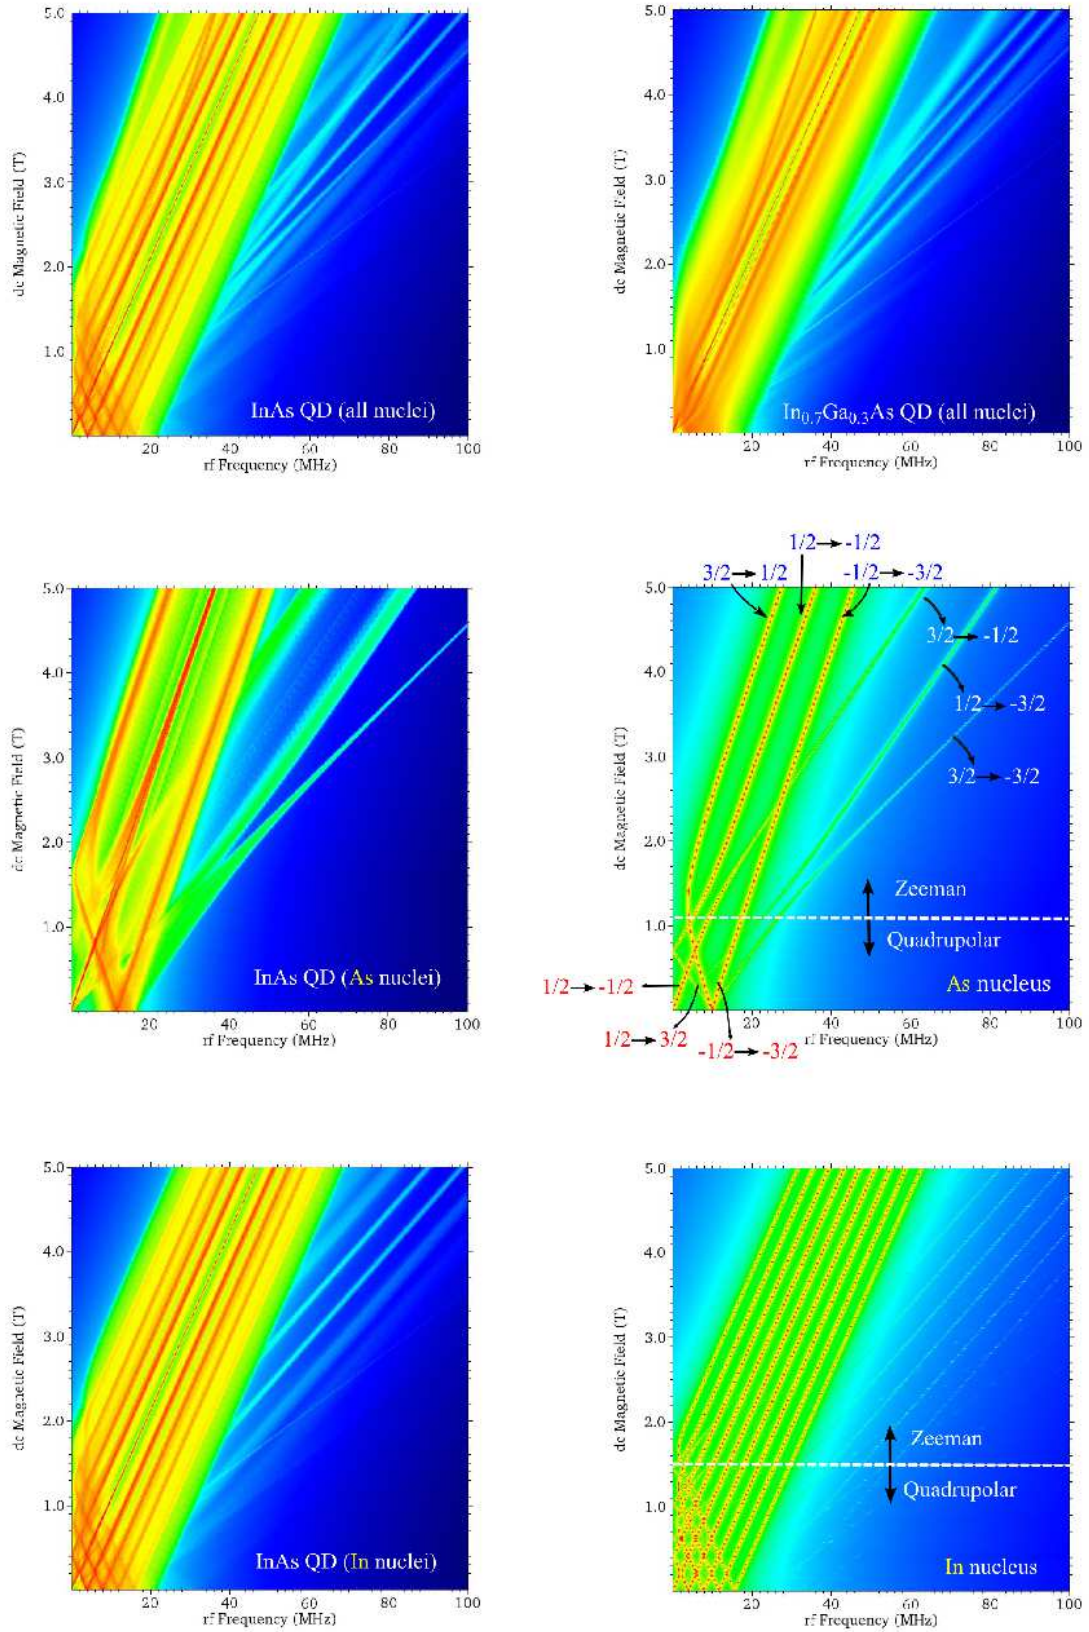 5.0
4.0
3.0
2.0
1.0
dc Magnetic Field (T)
InAs QD (all nuclei)
20 40 60 80 100
rf Frequency (MHz)
5.0
4.0
3.0
2.0
1.0
dc Magnetic Field (T)
In0.7Ga0.3As QD (all nuclei)
20 40 60 80 100
rf Frequency (MHz)
5.0
4.0
3.0
2.0
1.0
dc Magnetic Field (T)
InAs QD (As nuclei)
20 40 60 80 100
rf Frequency (MHz)
1/2→-1/2
3/2→1/2 -1/2→-3/2
5.0
4.0
3.0
2.0
1.0
dc Magnetic Field (T)
3/2→-1/2
1/2→-3/2
3/2→-3/2
Zeeman
Quadrupolar
As nucleus
1/2→-1/2
20 40 60 80 100
rf Frequency (MHz)
1/2→3/2
-1/2→-3/2
5.0
4.0
3.0
2.0
1.0
dc Magnetic Field (T)
InAs QD (In nuclei)
20 40 60 80 100
rf Frequency (MHz)
5.0
4.0
3.0
2.0
1.0
dc Magnetic Field (T)
Zeeman
Quadrupolar
In nucleus
20 40 60 80 100
rf Frequency (MHz)